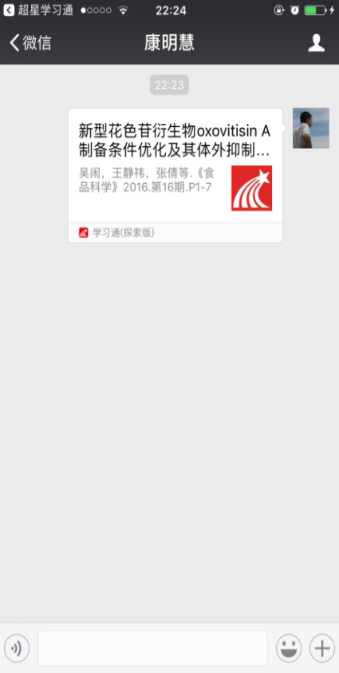 超星学习通 22:24
微信 康明慧
22:23
新型花色苷衍生物oxovitisin A
制备条件优化及其体外抑制...
吴闹，王静祎，张倩等.《食
品科学》2016.第16期.P1-7
学习通(探索版)